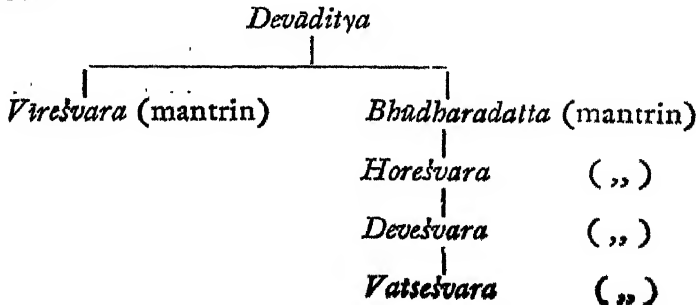 Devāditya
Vīreśvara (mantrin) Bhūdharadatta (mantrin)
Horeśvara ( ,, )
Deveśvara ( ,, )
Vatseśvara ( ,, )